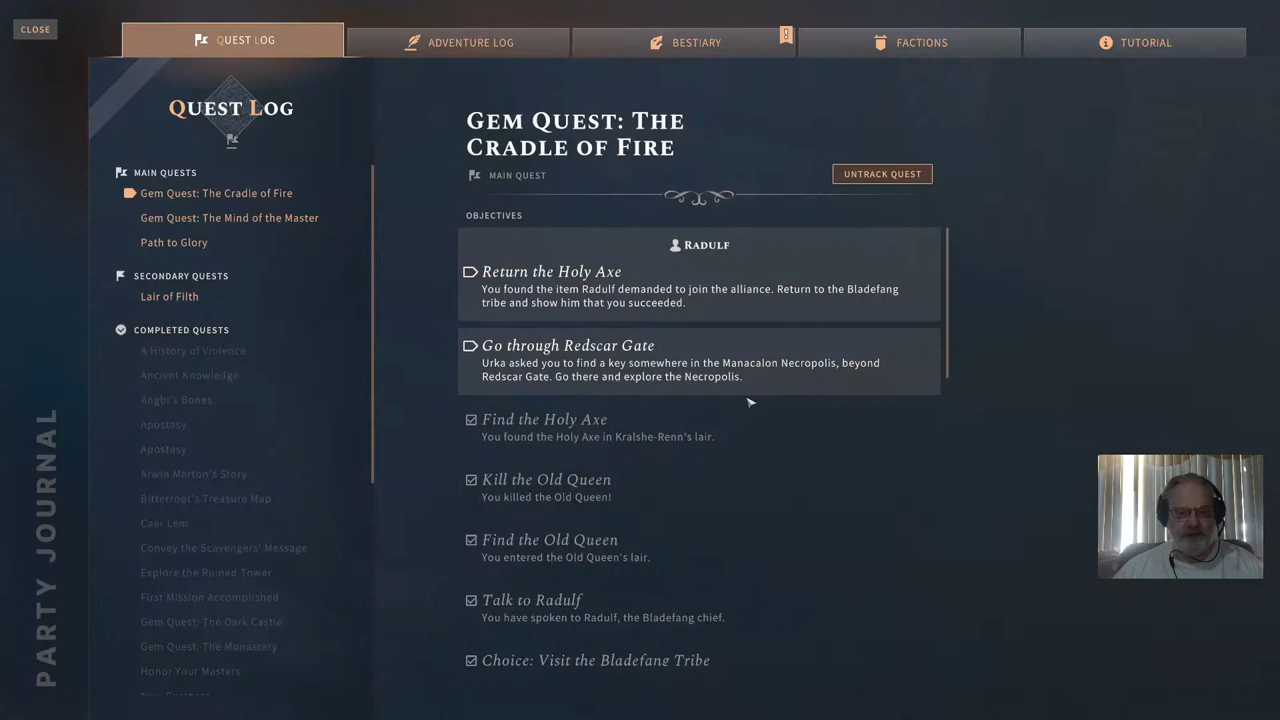 CLOSE
QUEST LOG
ADVENTURE LOG
BESTIARY
FACTIONS
TUTORIAL
QUEST LOG
MAIN QUESTS
Gem Quest: The Cradle of Fire
Gem Quest: The Mind of the Master
Path to Glory
SECONDARY QUESTS
Lair of Filth
COMPLETED QUESTS
A History of Violence
Ancient Knowledge
Angbi's Bones
Apostasy
Apostasy
Arwin Merton's Story
Bitterroot's Treasure Map
Caer Lem
Convey the Scavengers' Message
Explore the Ruined Tower
First Mission Accomplished
Gem Quest: The Dark Castle
Gem Quest: The Monastery
Honor Your Masters
PARTY JOURNAL
GEM QUEST: THE
CRADLE OF FIRE
MAIN QUEST
UNTRACK QUEST
OBJECTIVES
RADULF
Return the Holy Axe
You found the item Radulf demanded to join the alliance. Return to the Bladefang
tribe and show him that you succeeded.
Go through Redscar Gate
Urka asked you to find a key somewhere in the Manacalon Necropolis, beyond
Redscar Gate. Go there and explore the Necropolis.
Find the Holy Axe
You found the Holy Axe in Kralshe-Renn's lair.
Kill the Old Queen
You killed the Old Queen!
Find the Old Queen
You entered the Old Queen's lair.
Talk to Radulf
You have spoken to Radulf, the Bladefang chief.
Choice: Visit the Bladefang Tribe